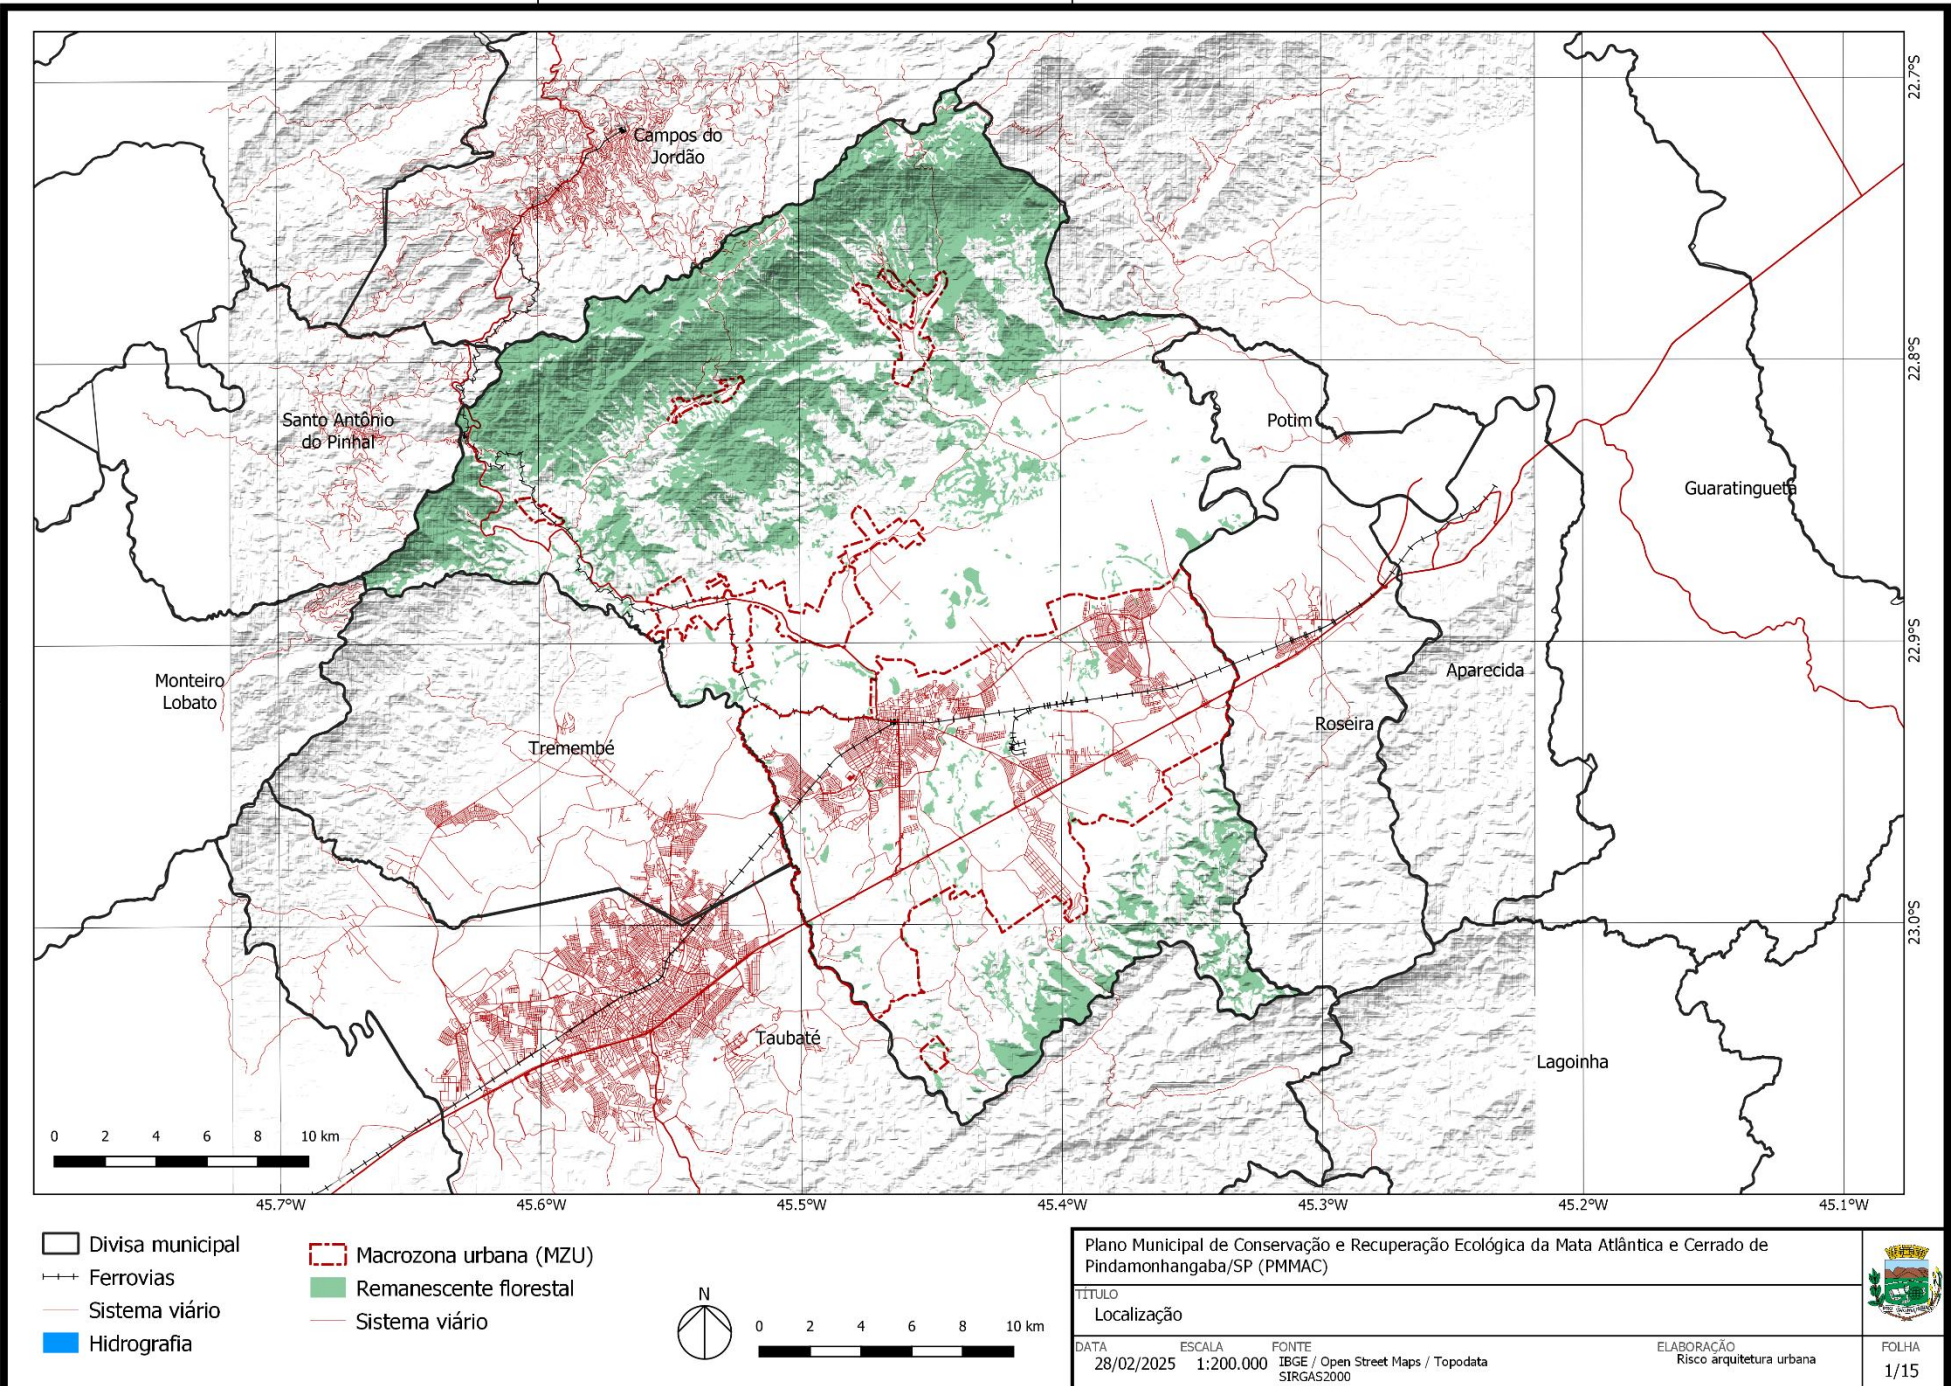 Campos do
Jordão
22.7°S
22.8°S
Santo Antônio
do Pinhal
Potim
Guaratinguetá
22.9°S
Monteiro
Lobato
Aparecida
Roseira
Tremembé
23.0°S
Taubaté
Lagoinha
0 2 4 6 8 10 km
45.7°W 45.6°W 45.5°W 45.4°W 45.3°W 45.2°W 45.1°W
Divisa municipal
Ferrovias
Sistema viário
Hidrografia
Macrozona urbana (MZU)
Remanescente florestal
Sistema viário
N
0 2 4 6 8 10 km
Plano Municipal de Conservação e Recuperação Ecológica da Mata Atlântica e Cerrado de
Pindamonhangaba/SP (PMMAC)
TÍTULO
Localização
DATA ESCALA FONTE ELABORAÇÃO FOLHA
28/02/2025 1:200.000 IBGE / Open Street Maps / Topodata Risco arquitetura urbana 1/15
SIRGAS2000